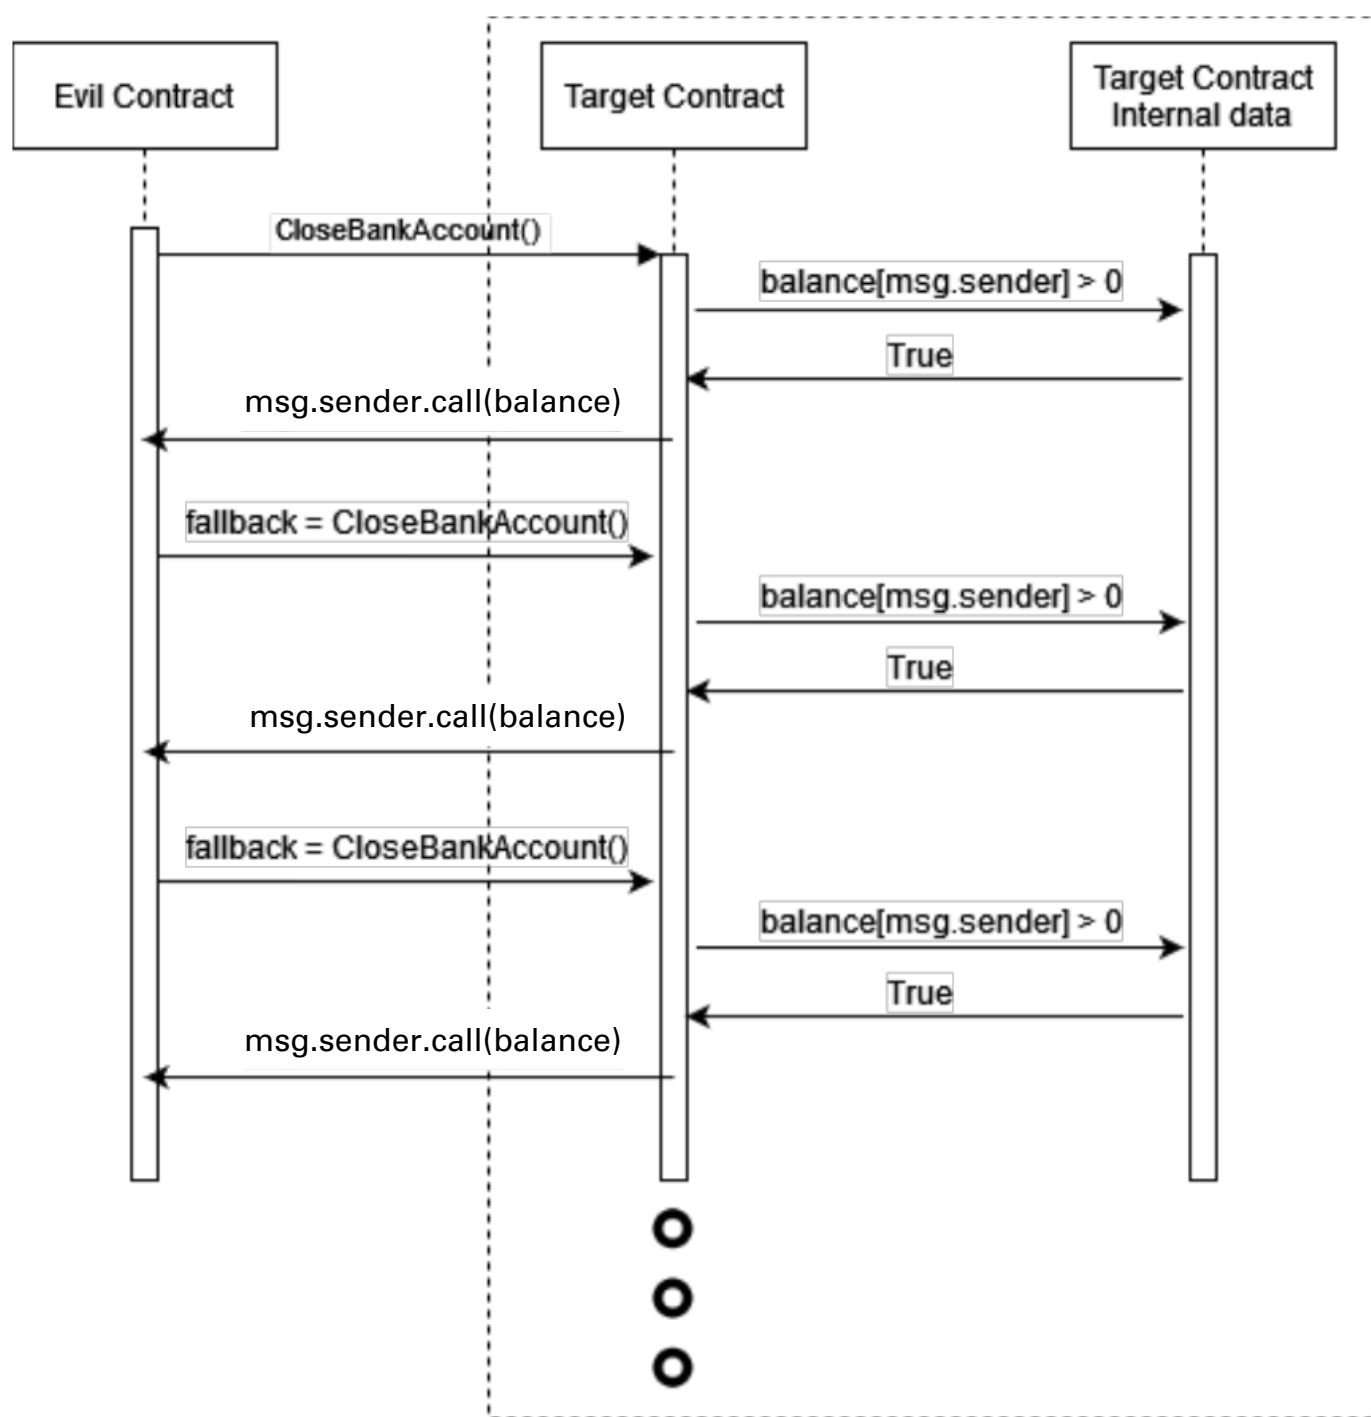 Evil Contract
Target Contract
Target Contract
Internal data
CloseBankAccount()
balance[msg.sender] > 0
True
msg.sender.call(balance)
fallback = CloseBankAccount()
balance[msg.sender] > 0
True
msg.sender.call(balance)
fallback = CloseBankAccount()
balance[msg.sender] > 0
True
msg.sender.call(balance)